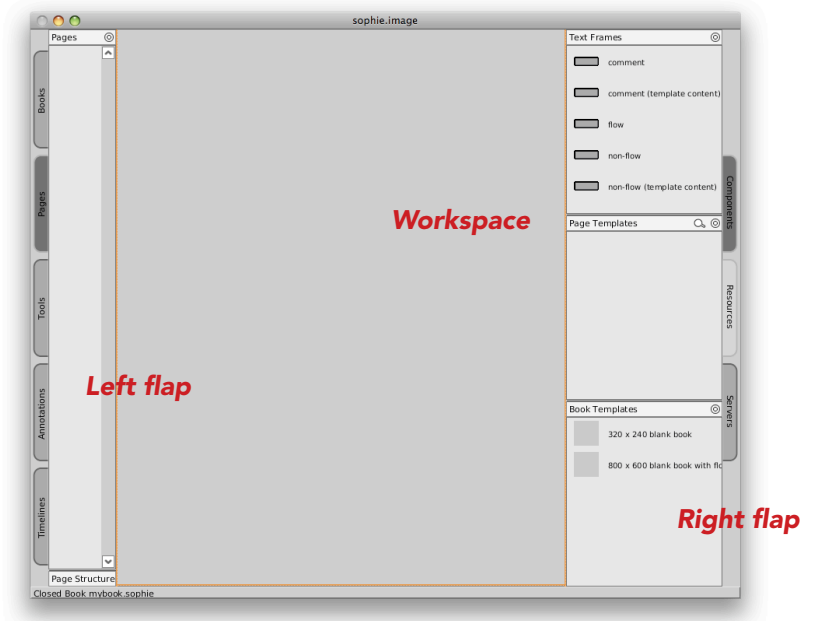 sophie.image
Pages
Books
Pages
Tools
Annotations
Timelines
Page Structure
Closed Book mybook.sophie
Left flap
Workspace
Text Frames
comment
comment (template content)
flow
non-flow
non-flow (template content)
Page Templates
Book Templates
320 x 240 blank book
800 x 600 blank book with flo
Components
Resources
Servers
Right flap